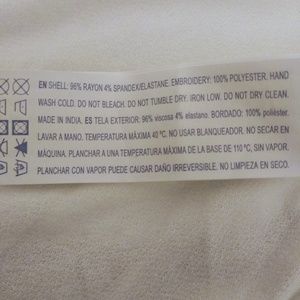 EN SHELL: 96% RAYON 4% SPANDEX/ELASTANE. EMBROIDERY: 100% POLYESTER. HAND
WASH COLD. DO NOT BLEACH. DO NOT TUMBLE DRY. IRON LOW. DO NOT DRY CLEAN.
MADE IN INDIA. ES TELA EXTERIOR: 96% viscosa 4% elastano. BORDADO: 100% poliéster.
LAVAR A MANO. TEMPERATURA MÁXIMA 40 ºC. NO USAR BLANQUEADOR. NO SECAR EN
MÁQUINA. PLANCHAR A UNA TEMPERATURA MÁXIMA DE LA BASE DE 110 ºC, SIN VAPOR.
PLANCHAR CON VAPOR PUEDE CAUSAR DAÑO IRREVERSIBLE. NO LIMPIEZA EN SECO.